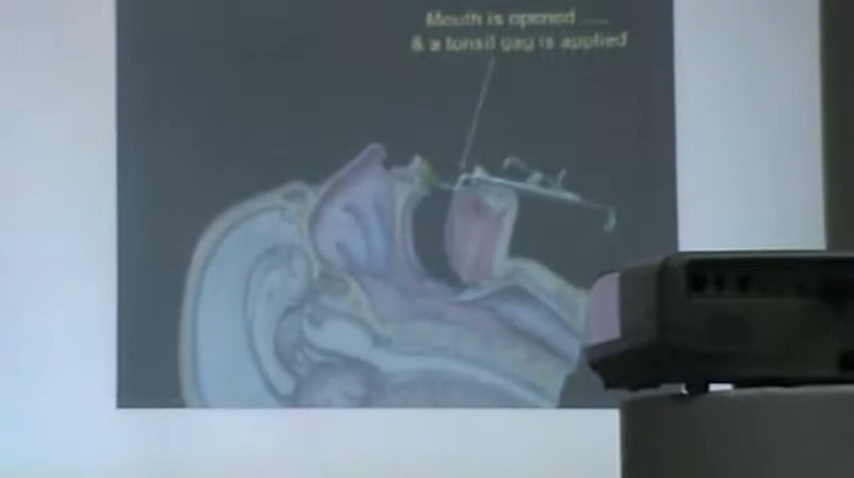 Mouth is opened .....
& a tonsil gag is applied